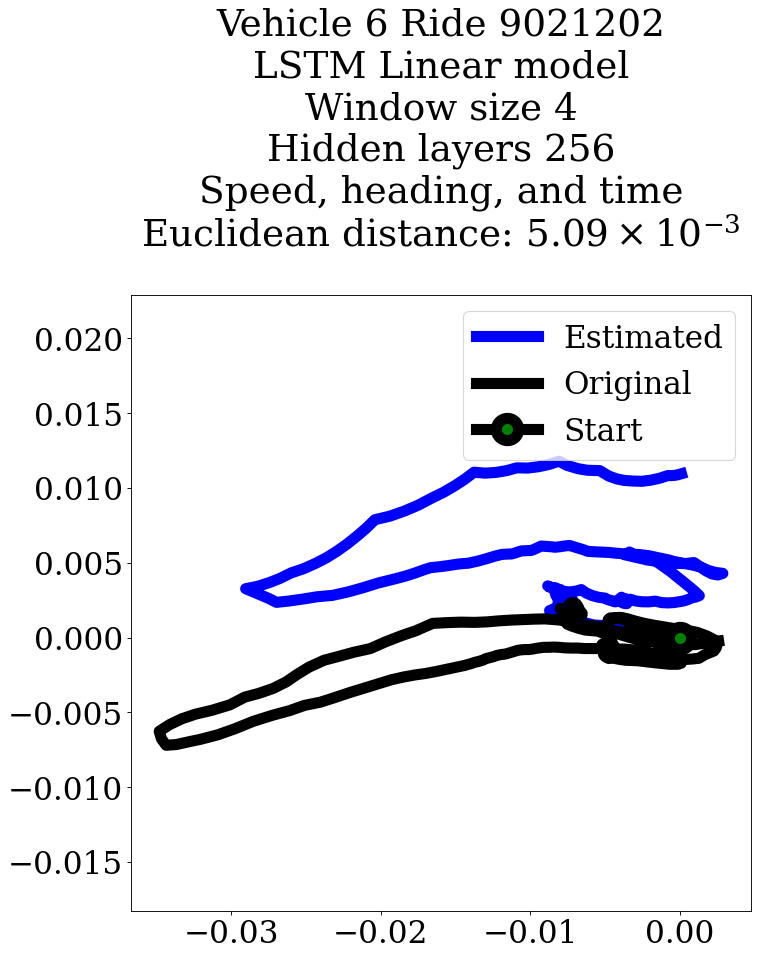 Vehicle 6 Ride 9021202
LSTM Linear model
Window size 4
Hidden layers 256
Speed, heading, and time
Euclidean distance: 5.09 × 10⁻³
Estimated
Original
Start
0.020
0.015
0.010
0.005
0.000
−0.005
−0.010
−0.015
−0.03 −0.02 −0.01 0.00